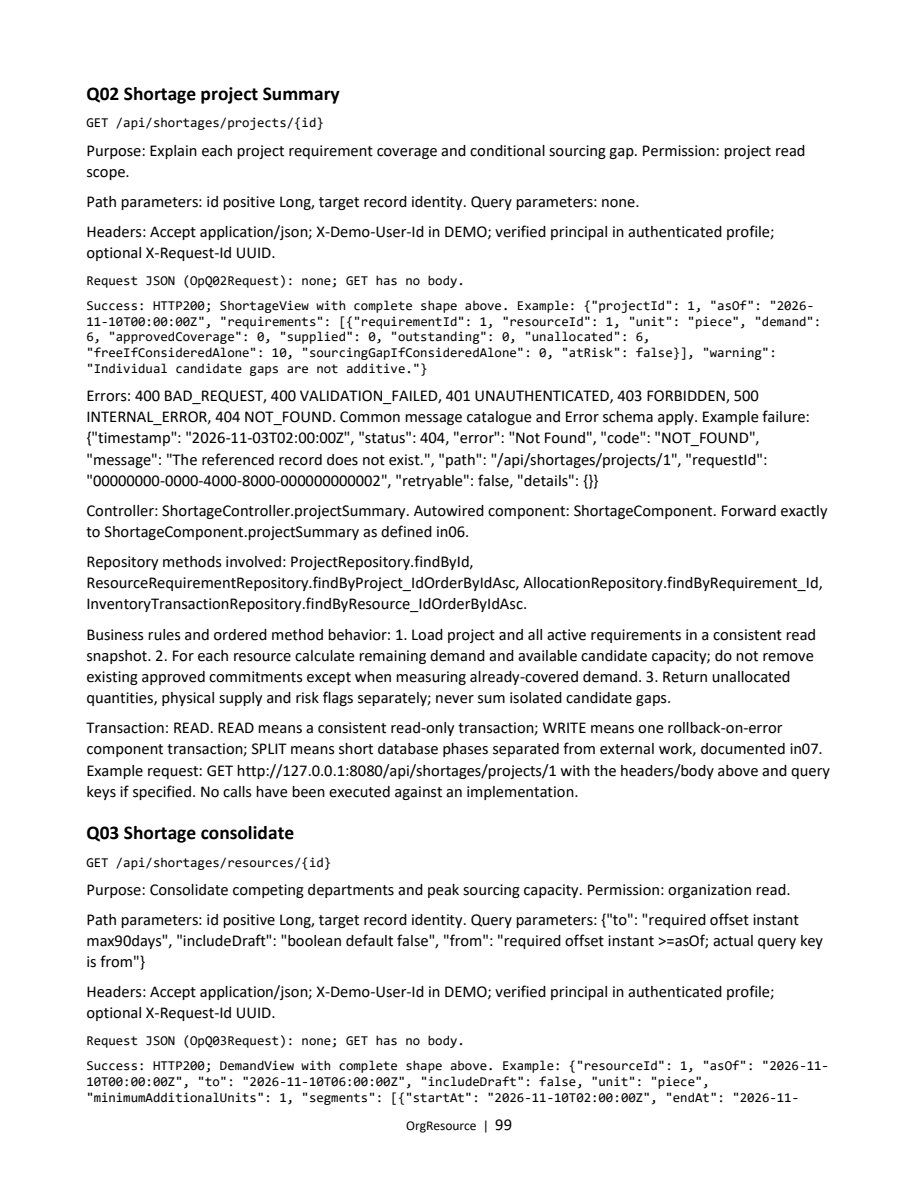 Q02 Shortage project Summary
GET /api/shortages/projects/{id}
Purpose: Explain each project requirement coverage and conditional sourcing gap. Permission: project read
scope.
Path parameters: id positive Long, target record identity. Query parameters: none.
Headers: Accept application/json; X-Demo-User-Id in DEMO; verified principal in authenticated profile;
optional X-Request-Id UUID.
Request JSON (OpQ02Request): none; GET has no body.
Success: HTTP200; ShortageView with complete shape above. Example: {"projectId": 1, "asOf": "2026-
11-10T00:00:00Z", "requirements": [{"requirementId": 1, "resourceId": 1, "unit": "piece", "demand":
6, "approvedCoverage": 0, "supplied": 0, "outstanding": 0, "unallocated": 6,
"freeIfConsideredAlone": 10, "sourcingGapIfConsideredAlone": 0, "atRisk": false}], "warning":
"Individual candidate gaps are not additive."}
Errors: 400 BAD_REQUEST, 400 VALIDATION_FAILED, 401 UNAUTHENTICATED, 403 FORBIDDEN, 500
INTERNAL_ERROR, 404 NOT_FOUND. Common message catalogue and Error schema apply. Example failure:
{"timestamp": "2026-11-03T02:00:00Z", "status": 404, "error": "Not Found", "code": "NOT_FOUND",
"message": "The referenced record does not exist.", "path": "/api/shortages/projects/1", "requestId":
"00000000-0000-4000-8000-000000000002", "retryable": false, "details": {}}
Controller: ShortageController.projectSummary. Autowired component: ShortageComponent. Forward exactly
to ShortageComponent.projectSummary as defined in06.
Repository methods involved: ProjectRepository.findById,
ResourceRequirementRepository.findByProject_IdOrderByIdAsc, AllocationRepository.findByRequirement_Id,
InventoryTransactionRepository.findByResource_IdOrderByIdAsc.
Business rules and ordered method behavior: 1. Load project and all active requirements in a consistent read
snapshot. 2. For each resource calculate remaining demand and available candidate capacity; do not remove
existing approved commitments except when measuring already-covered demand. 3. Return unallocated
quantities, physical supply and risk flags separately; never sum isolated candidate gaps.
Transaction: READ. READ means a consistent read-only transaction; WRITE means one rollback-on-error
component transaction; SPLIT means short database phases separated from external work, documented in07.
Example request: GET http://127.0.0.1:8080/api/shortages/projects/1 with the headers/body above and query
keys if specified. No calls have been executed against an implementation.
Q03 Shortage consolidate
GET /api/shortages/resources/{id}
Purpose: Consolidate competing departments and peak sourcing capacity. Permission: organization read.
Path parameters: id positive Long, target record identity. Query parameters: {"to": "required offset instant
max90days", "includeDraft": "boolean default false", "from": "required offset instant >=asOf; actual query key
is from"}
Headers: Accept application/json; X-Demo-User-Id in DEMO; verified principal in authenticated profile;
optional X-Request-Id UUID.
Request JSON (OpQ03Request): none; GET has no body.
Success: HTTP200; DemandView with complete shape above. Example: {"resourceId": 1, "asOf": "2026-11-
10T00:00:00Z", "to": "2026-11-10T06:00:00Z", "includeDraft": false, "unit": "piece",
"minimumAdditionalUnits": 1, "segments": [{"startAt": "2026-11-10T02:00:00Z", "endAt": "2026-11-
OrgResource | 99